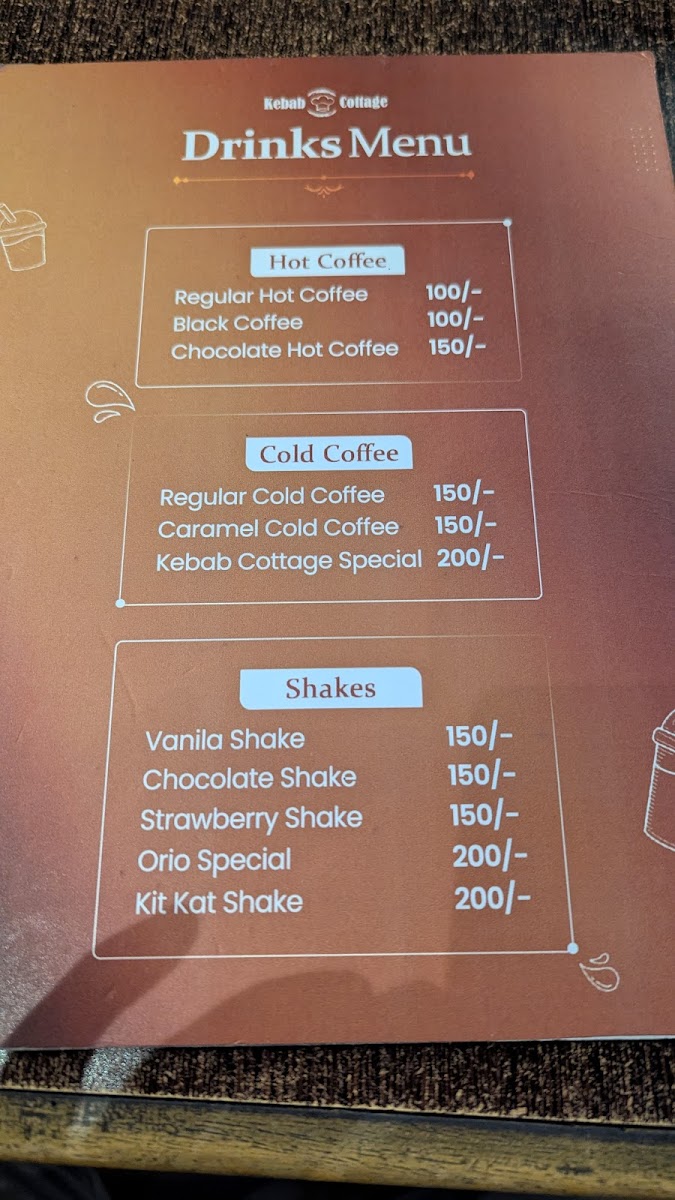 Kebab Cottage
Drinks Menu
Hot Coffee
Regular Hot Coffee 100/-
Black Coffee 100/-
Chocolate Hot Coffee 150/-
Cold Coffee
Regular Cold Coffee 150/-
Caramel Cold Coffee 150/-
Kebab Cottage Special 200/-
Shakes
Vanila Shake 150/-
Chocolate Shake 150/-
Strawberry Shake 150/-
Orio Special 200/-
Kit Kat Shake 200/-